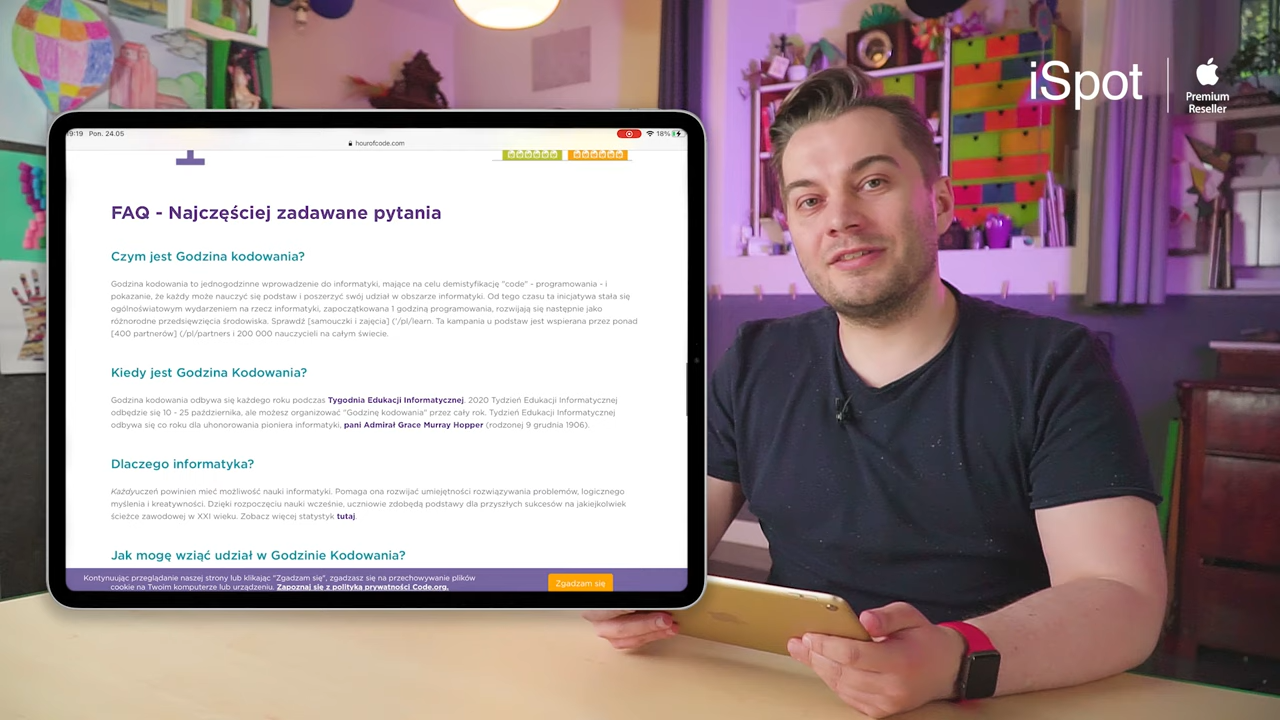 iSpot
Premium
Reseller
19:19 Pon. 24.05
18%
hourofcode.com
FAQ - Najczęściej zadawane pytania
Czym jest Godzina kodowania?
Godzina kodowania to jednogodzinne wprowadzenie do informatyki, mające na celu demistyfikację "code" - programowania - i
pokazanie, że każdy może nauczyć się podstaw i poszerzyć swój udział w obszarze informatyki. Od tego czasu ta inicjatywa stała się
ogólnoświatowym wydarzeniem na rzecz informatyki, zapoczątkowana 1 godziną programowania, rozwijają się następnie jako
różnorodne przedsięwzięcia środowiska. Sprawdź [samouczki i zajęcia] ('/pl/learn. Ta kampania u podstaw jest wspierana przez ponad
[400 partnerów] (/pl/partners i 200 000 nauczycieli na całym świecie.
Kiedy jest Godzina Kodowania?
Godzina kodowania odbywa się każdego roku podczas Tygodnia Edukacji Informatycznej. 2020 Tydzień Edukacji Informatycznej
odbędzie się 10 - 25 października, ale możesz organizować "Godzinę kodowania" przez cały rok. Tydzień Edukacji Informatycznej
odbywa się co roku dla uhonorowania pioniera informatyki, pani Admirał Grace Murray Hopper (rodzonej 9 grudnia 1906).
Dlaczego informatyka?
Każdyuczeń powinien mieć możliwość nauki informatyki. Pomaga ona rozwijać umiejętności rozwiązywania problemów, logicznego
myślenia i kreatywności. Dzięki rozpoczęciu nauki wcześnie, uczniowie zdobędą podstawy dla przyszłych sukcesów na jakiejkolwiek
ścieżce zawodowej w XXI wieku. Zobacz więcej statystyk tutaj.
Jak mogę wziąć udział w Godzinie Kodowania?
Kontynuując przeglądanie naszej strony lub klikając "Zgadzam się", zgadzasz się na przechowywanie plików
cookie na Twoim komputerze lub urządzeniu. Zapoznaj się z polityką prywatności Code.org.
Zgadzam się